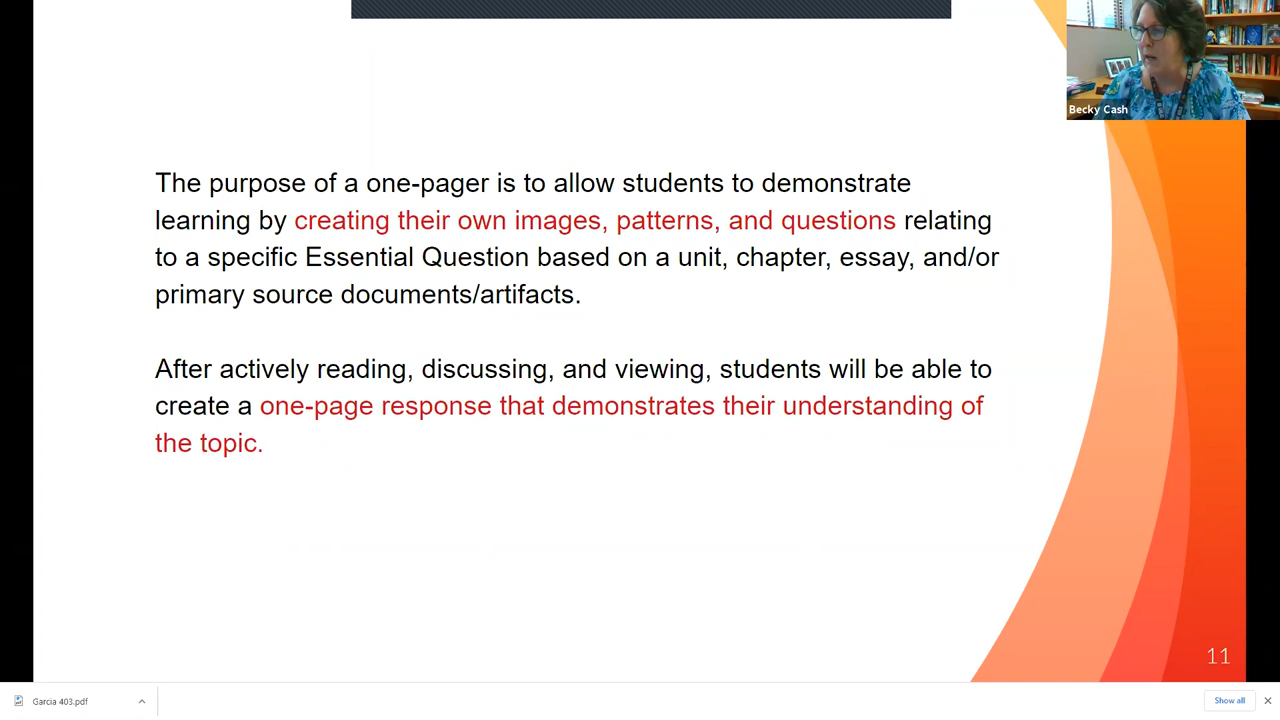 Becky Cash
The purpose of a one-pager is to allow students to demonstrate
learning by creating their own images, patterns, and questions relating
to a specific Essential Question based on a unit, chapter, essay, and/or
primary source documents/artifacts.
After actively reading, discussing, and viewing, students will be able to
create a one-page response that demonstrates their understanding of
the topic.
11
Garcia 403.pdf
Show all